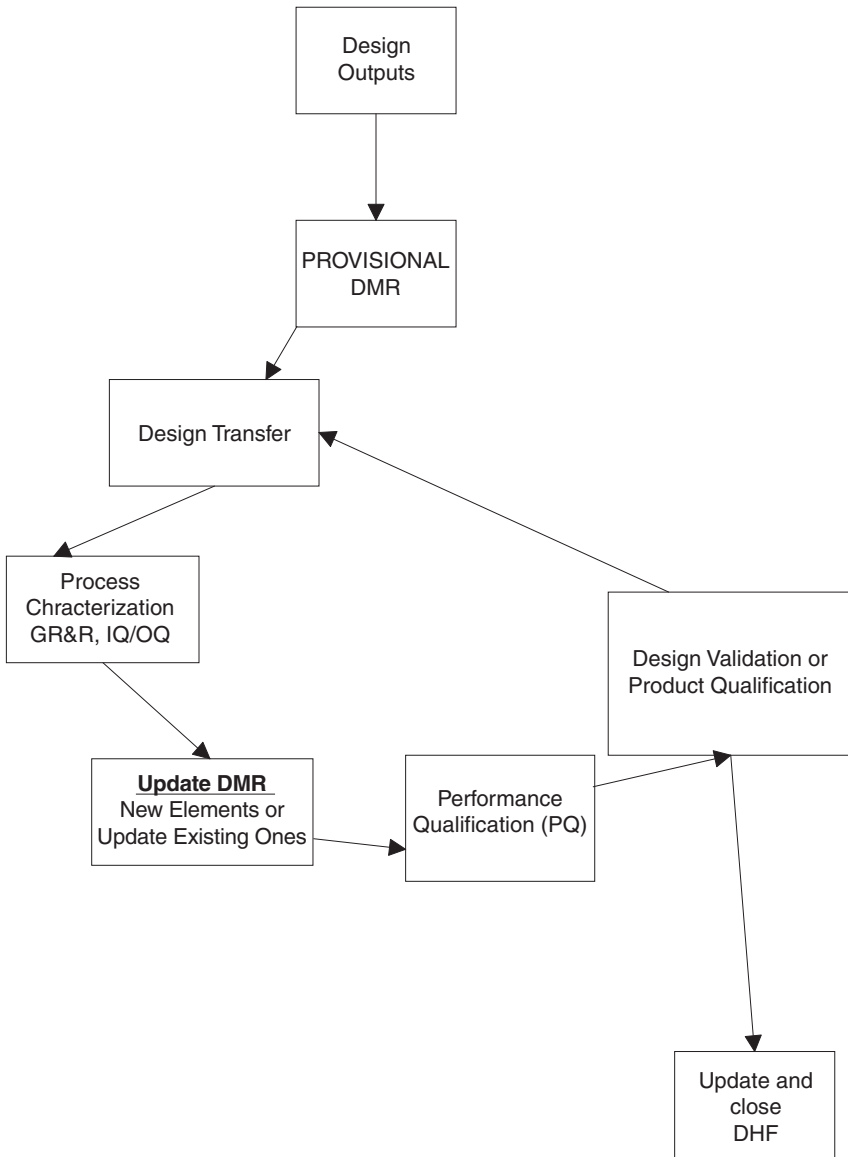 Design
Outputs
PROVISIONAL
DMR
Design Transfer
Process
Chracterization
GR&R, IQ/OQ
Update DMR
New Elements or
Update Existing Ones
Performance
Qualification (PQ)
Design Validation or
Product Qualification
Update and
close
DHF